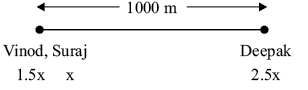 1000 m
Vinod, Suraj Deepak
1.5x x 2.5x